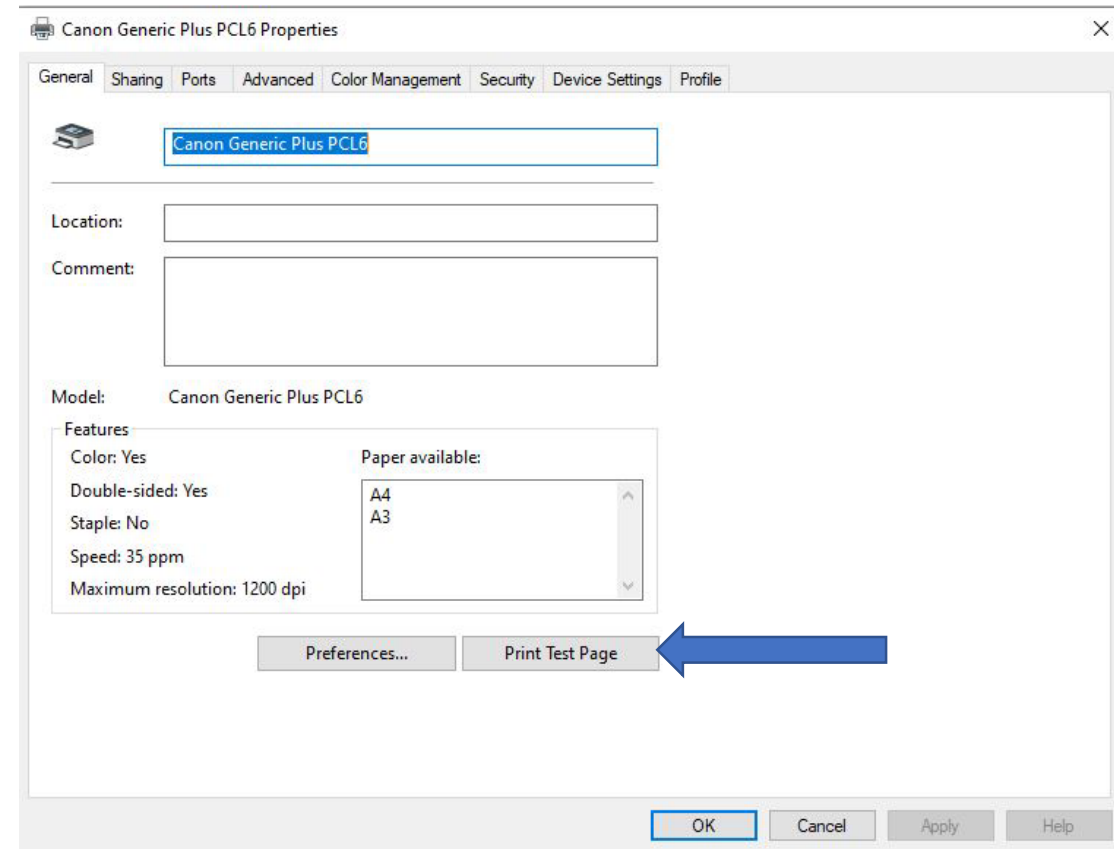 Canon Generic Plus PCL6 Properties
General Sharing Ports Advanced Color Management Security Device Settings Profile
Canon Generic Plus PCL6
Location:
Comment:
Model: Canon Generic Plus PCL6
Features
Color: Yes
Double-sided: Yes
Staple: No
Speed: 35 ppm
Maximum resolution: 1200 dpi
Paper available:
A4
A3
Preferences... Print Test Page
OK Cancel Apply Help